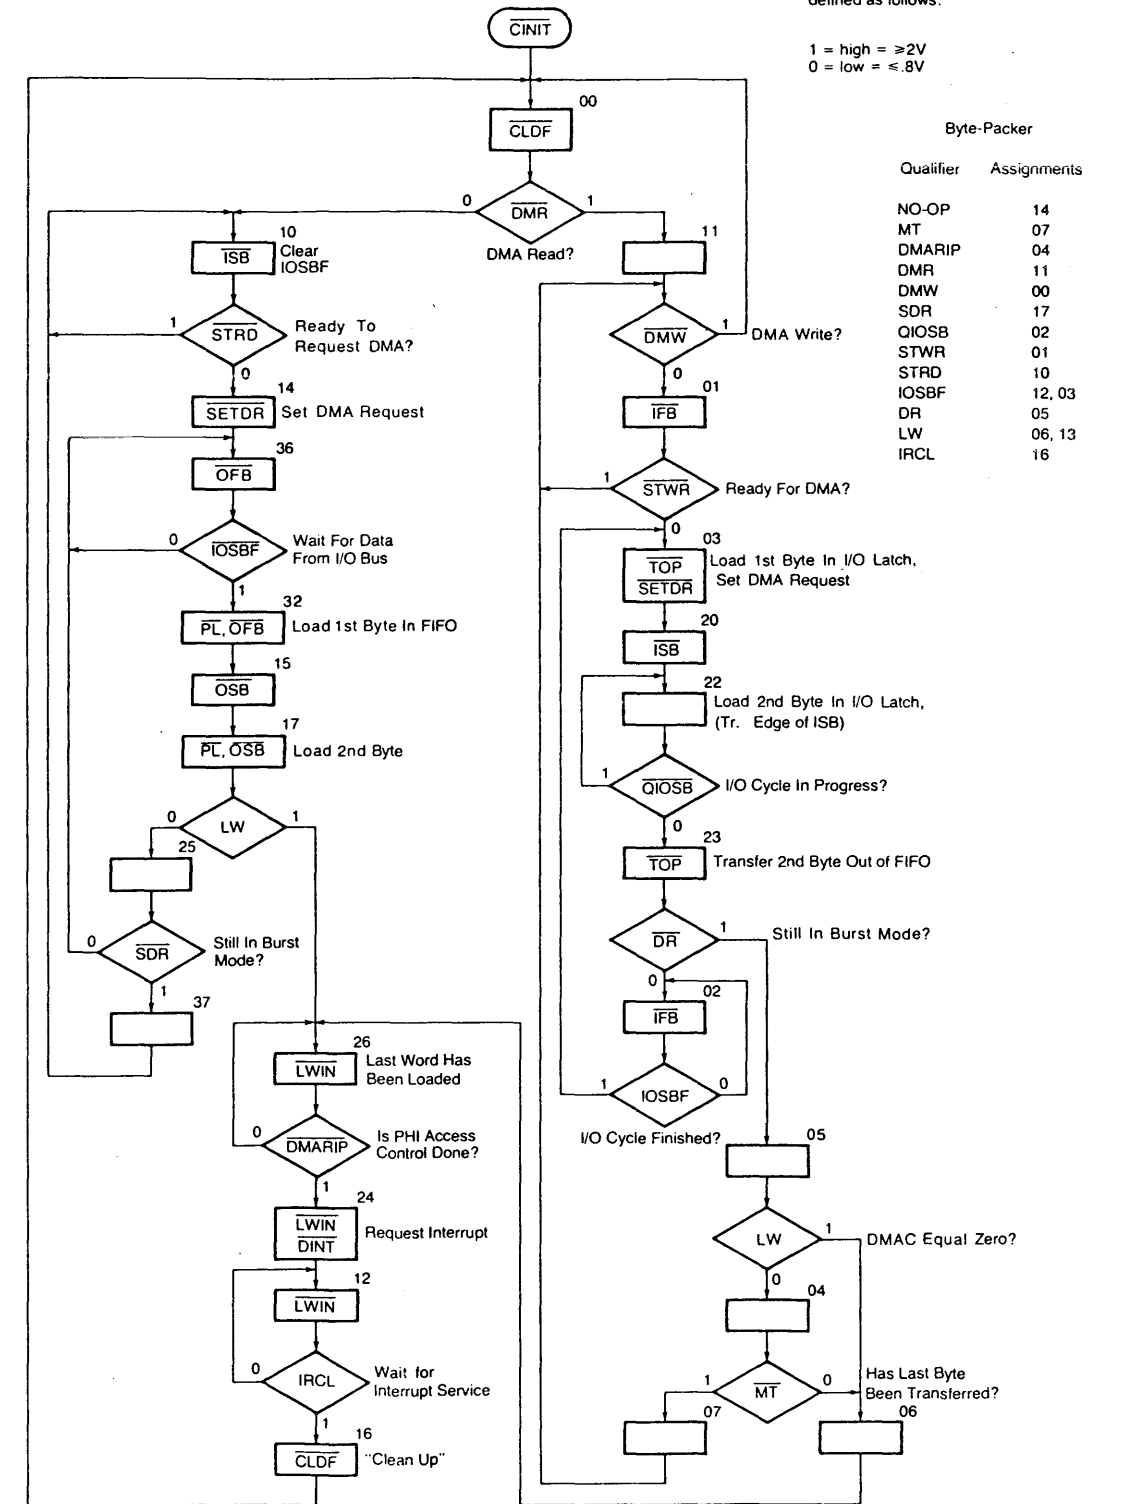 defined as follows:
1 = high = ≥2V
0 = low = ≤.8V
CINIT
00
CLDF
0
DMR
1
DMA Read?
Byte-Packer
Qualifier Assignments
NO-OP 14
MT 07
DMARIP 04
DMR 11
DMW 00
SDR 17
QIOSB 02
STWR 01
STRD 10
IOSBF 12, 03
DR 05
LW 06, 13
IRCL 16
10
ISB
Clear
IOSBF
1
STRD
Ready To
Request DMA?
0
14
SETDR
Set DMA Request
36
OFB
0
IOSBF
Wait For Data
From I/O Bus
1
32
PL, OFB
Load 1st Byte In FIFO
15
OSB
17
PL, OSB
Load 2nd Byte
0
LW
1
25
0
SDR
Still In Burst
Mode?
1
37
26
LWIN
Last Word Has
Been Loaded
0
DMARIP
Is PHI Access
Control Done?
1
24
LWIN
DINT
Request Interrupt
12
LWIN
0
IRCL
Wait for
Interrupt Service
1
16
CLDF
"Clean Up"
11
DMW
1
DMA Write?
0
01
IFB
1
STWR
Ready For DMA?
0
03
TOP
SETDR
Load 1st Byte In I/O Latch,
Set DMA Request
20
ISB
22
Load 2nd Byte In I/O Latch,
(Tr. Edge of ISB)
1
QIOSB
I/O Cycle In Progress?
0
23
TOP
Transfer 2nd Byte Out of FIFO
DR
1
Still In Burst Mode?
0
02
IFB
1
IOSBF
0
I/O Cycle Finished?
05
LW
1
DMAC Equal Zero?
0
04
1
MT
0
Has Last Byte
Been Transferred?
07
06